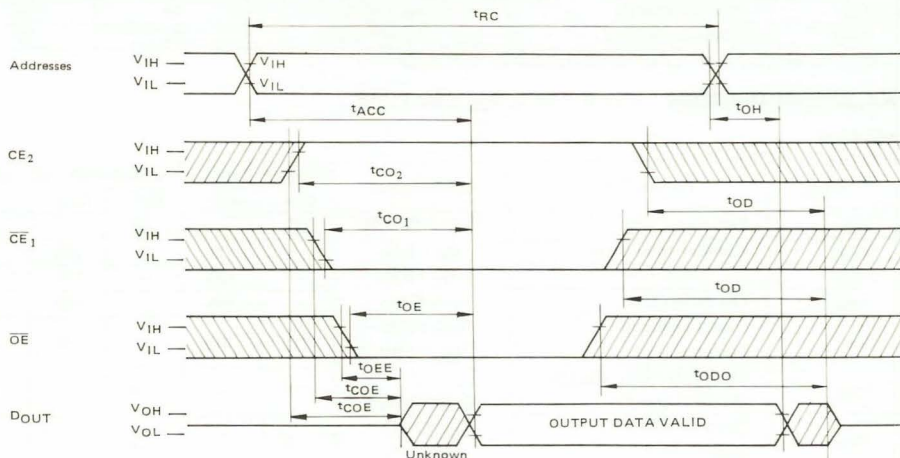 tRC
Addresses VIH VIH
VIL VIL
tACC tOH
CE2 VIH
VIL
tCO2 tOD
CE1 VIH tCO1
VIL
tOE tOD
OE VIH
VIL
tOEE
tCOE tODO
DOUT VOH tCOE OUTPUT DATA VALID
VOL
Unknown